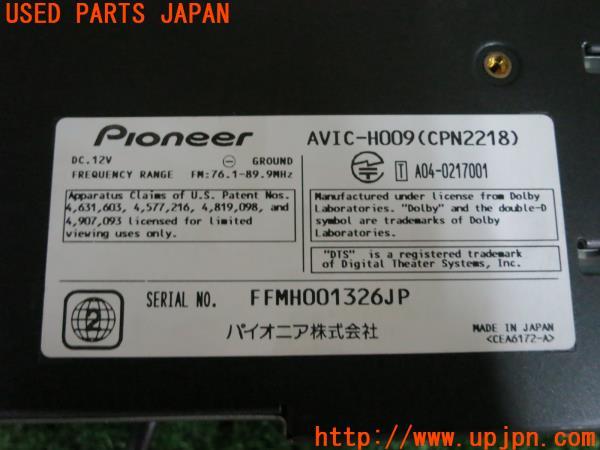 USED PARTS JAPAN
Pioneer
AVIC-H009(CPN2218)
DC.12V
⊖ GROUND
FREQUENCY RANGE FM:76.1-89.9MHz
T A04-0217001
Apparatus Claims of U.S. Patent Nos.
4,631,603, 4,577,216, 4,819,098, and
4,907,093 licensed for limited
viewing uses only.
Manufactured under license from Dolby
Laboratories. "Dolby" and the double-D
symbol are trademarks of Dolby
Laboratories.
"DTS" is a registered trademark
of Digital Theater Systems, Inc.
2
SERIAL NO. FFMH001326JP
パイオニア株式会社
MADE IN JAPAN
<CEA6172-A>
UPJ
http://www.upjpn.com/